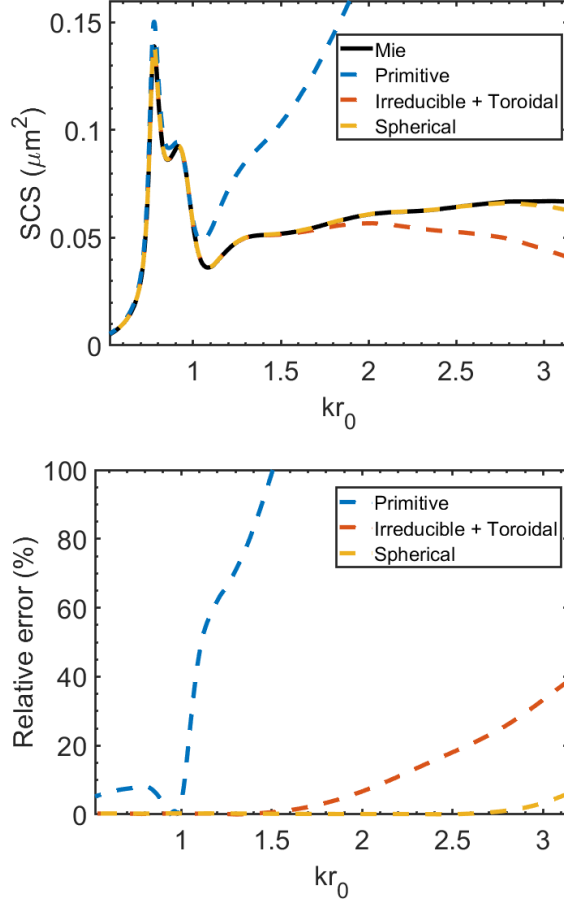 0.15
0.1
0.05
0
SCS (μm²)
Mie
Primitive
Irreducible + Toroidal
Spherical
1
1.5
2
2.5
3
kr₀
100
80
60
40
20
0
Relative error (%)
Primitive
Irreducible + Toroidal
Spherical
1
1.5
2
2.5
3
kr₀